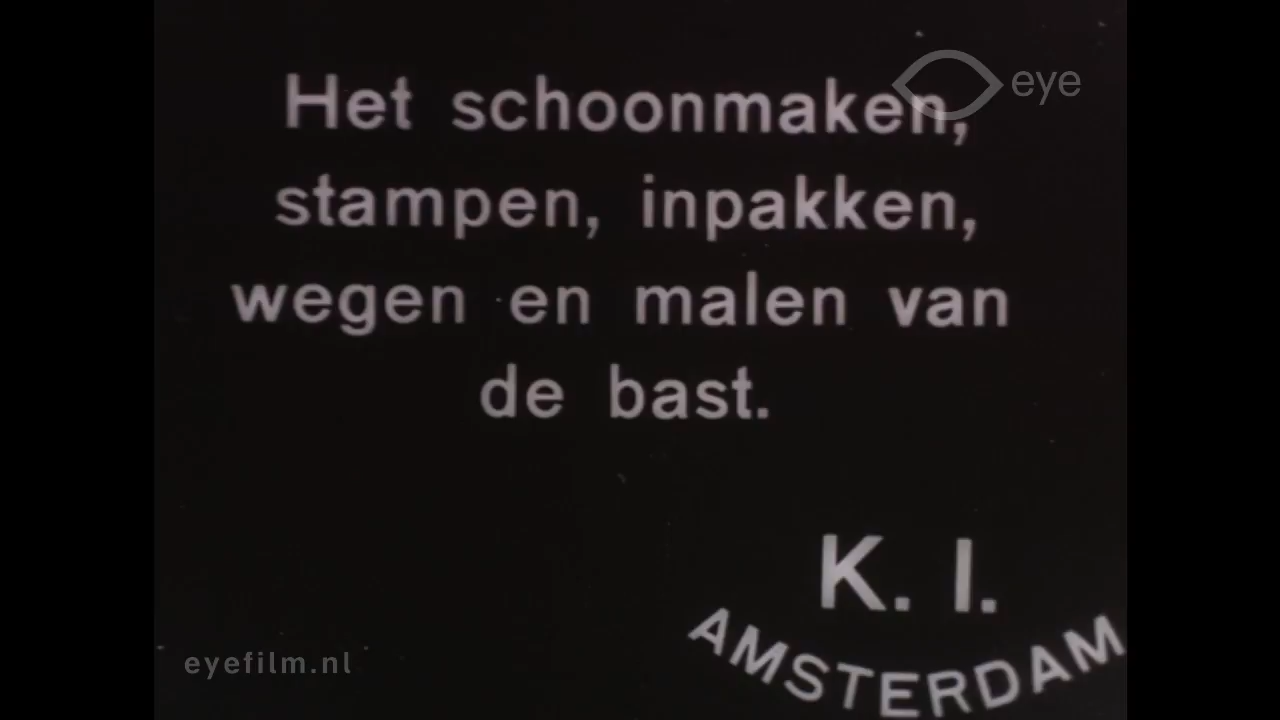 Het schoonmaken,
stampen, inpakken,
wegen en malen van
de bast.
K. I.
AMSTERDAM
eye
eyefilm.nl